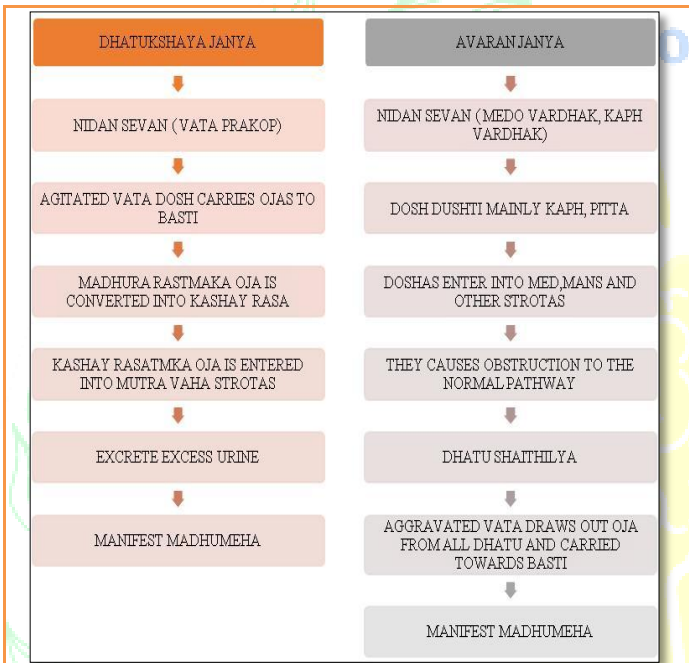 DHATUKSHAYA JANYA
NIDAN SEVAN ( VATA PRAKOP)
AGITATED VATA DOSH CARRIES OJAS TO
BASTI
MADHURA RASTMAKA OJA IS
CONVERTED INTO KASHAY RASA
KASHAY RASATMKA OJA IS ENTERED
INTO MUTRA VAHA STROTAS
EXCRETE EXCESS URINE
MANIFEST MADHUMEHA
AVARAN JANYA
NIDAN SEVAN ( MEDO VARDHAK, KAPH
VARDHAK)
DOSH DUSHTI MAINLY KAPH, PITTA
DOSHAS ENTER INTO MED,MANS AND
OTHER STROTAS
THEY CAUSES OBSTRUCTION TO THE
NORMAL PATHWAY
DHATU SHAITHILYA
AGGRAVATED VATA DRAWS OUT OJA
FROM ALL DHATU AND CARRIED
TOWARDS BASTI
MANIFEST MADHUMEHA